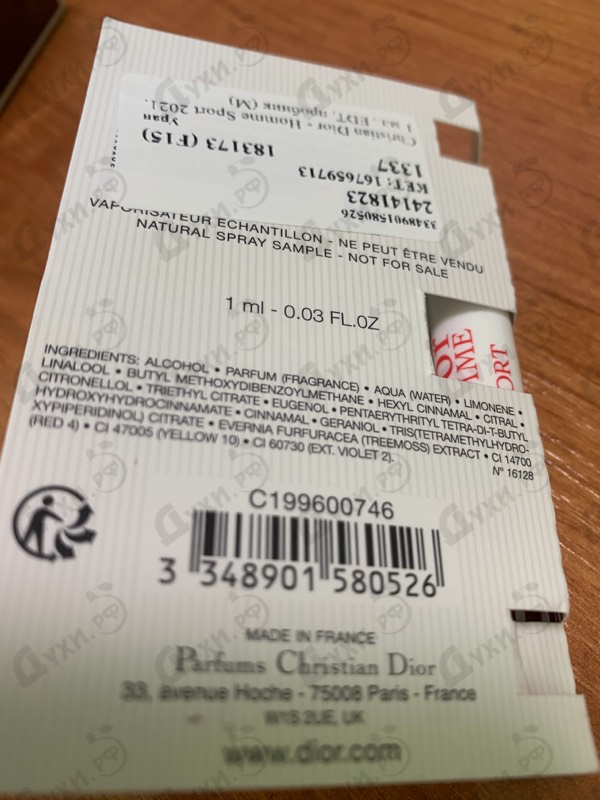 Christian Dior - Homme Sport 2021.
1 мл., EDT, пробник (М)
Уран
183173 (F15)
1337
КЕТ: 167659713
24141823
3348901580526
VAPORISATEUR ECHANTILLON - NE PEUT ÊTRE VENDU
NATURAL SPRAY SAMPLE - NOT FOR SALE
1 ml - 0.03 FL.OZ
INGREDIENTS: ALCOHOL • PARFUM (FRAGRANCE) • AQUA (WATER) • LIMONENE •
LINALOOL • BUTYL METHOXYDIBENZOYLMETHANE • HEXYL CINNAMAL • CITRAL •
CITRONELLOL • TRIETHYL CITRATE • EUGENOL • PENTAERYTHRITYL TETRA-DI-T-BUTYL
HYDROXYHYDROCINNAMATE • CINNAMAL • GERANIOL • TRIS(TETRAMETHYLHYDRO-
XYPIPERIDINOL) CITRATE • EVERNIA FURFURACEA (TREEMOSS) EXTRACT • CI 14700
(RED 4) • CI 47005 (YELLOW 10) • CI 60730 (EXT. VIOLET 2).
N° 16128
ME
ORT
C199600746
3 348901 580526
MADE IN FRANCE
Parfums Christian Dior
33, avenue Hoche - 75008 Paris - France
W1S 2UE, UK
www.dior.com
Духи.рф